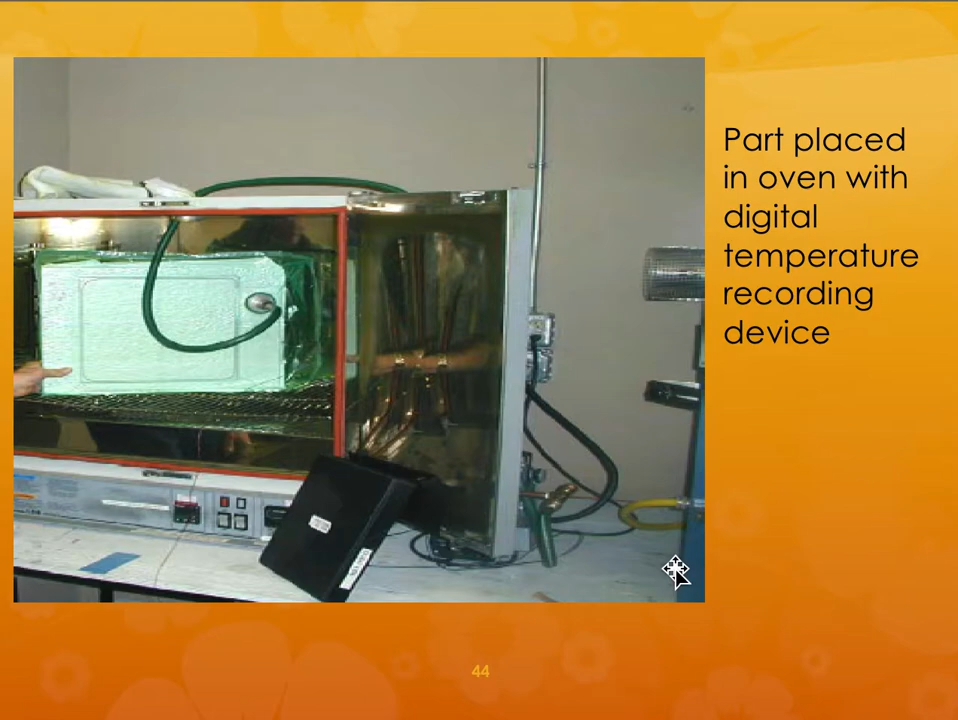 Part placed
in oven with
digital
temperature
recording
device
44